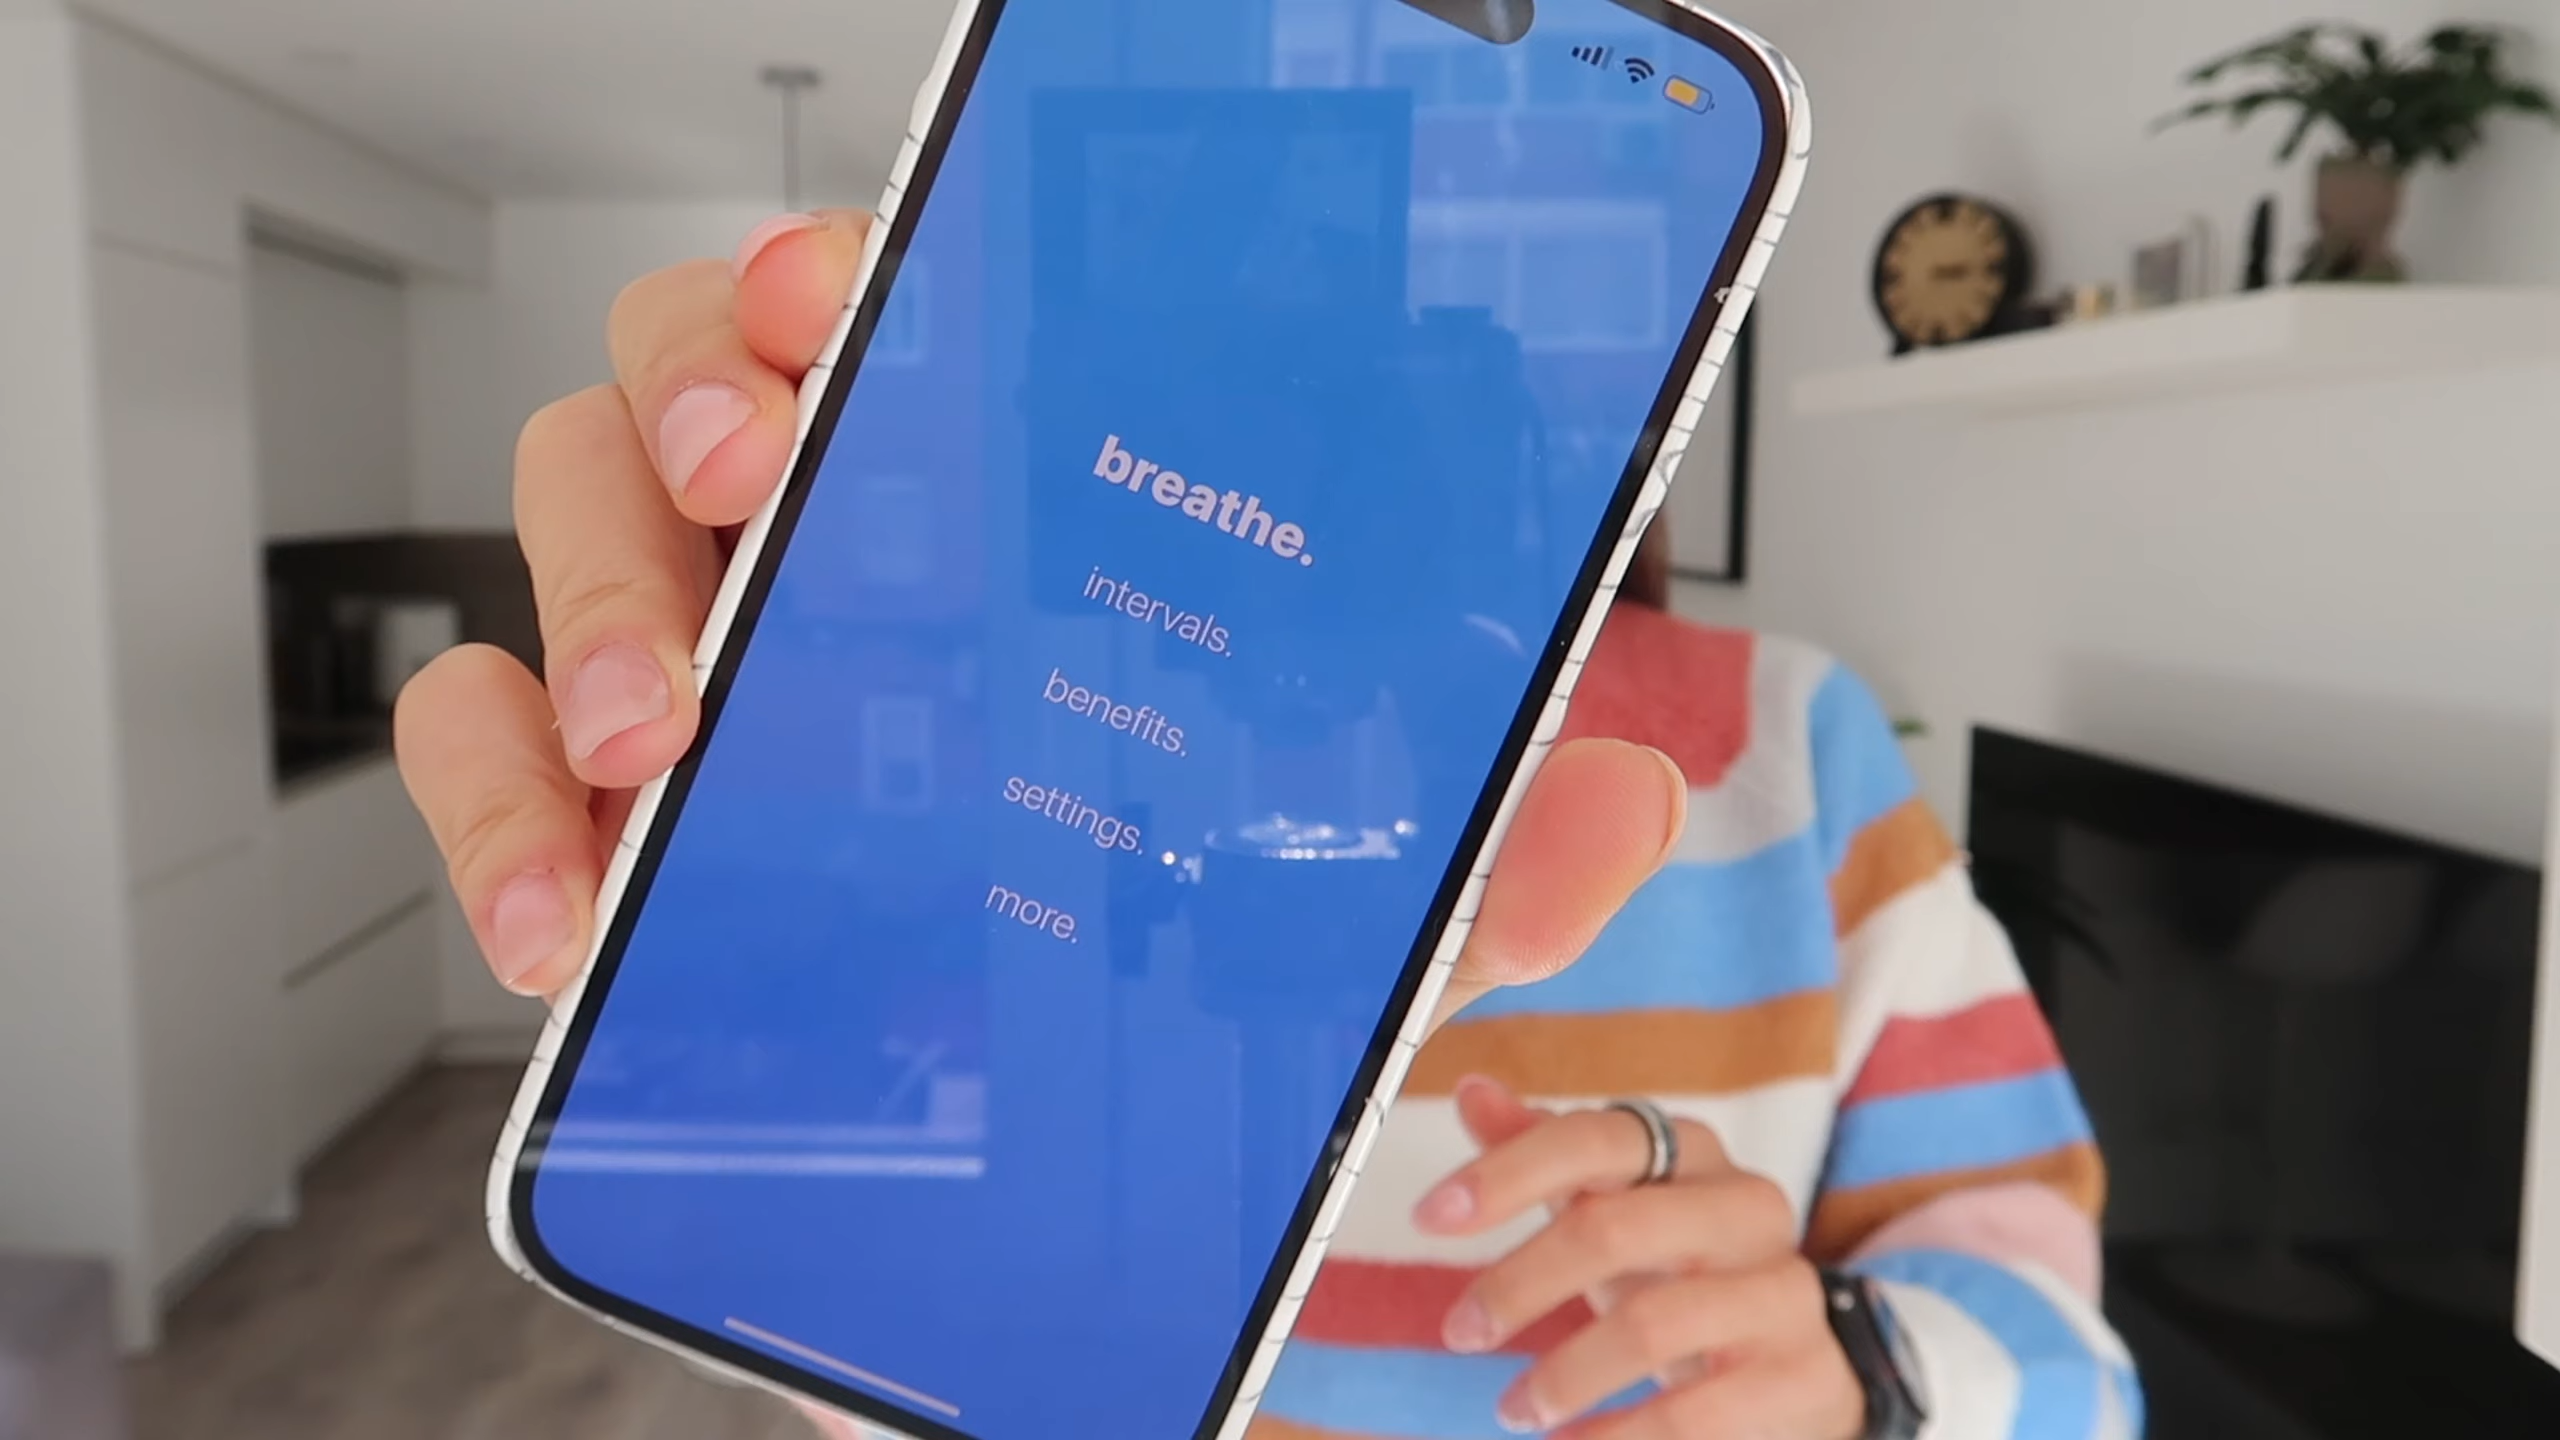 breathe.
intervals.
benefits.
settings.
more.